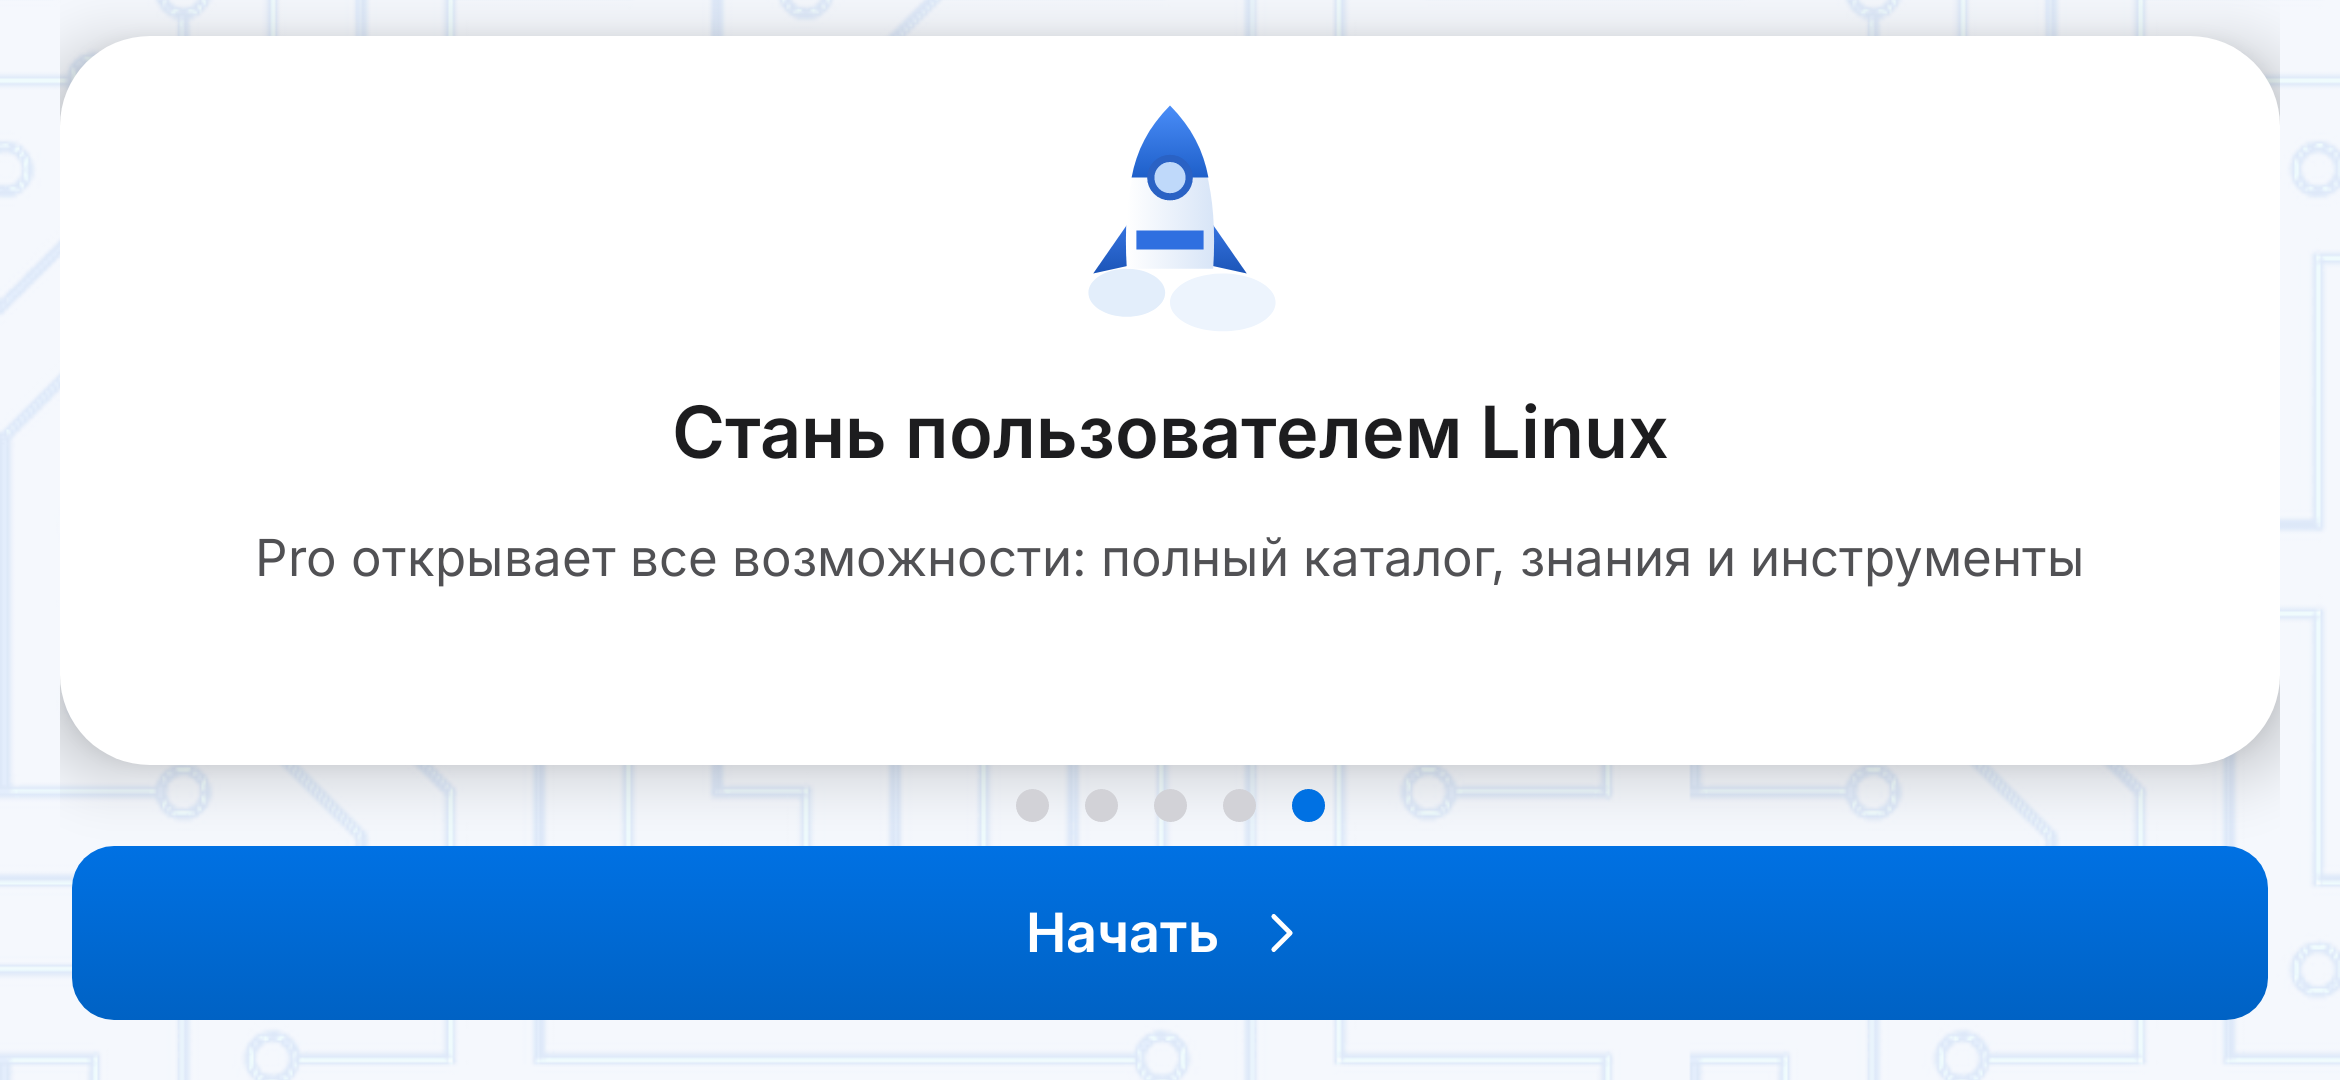 Стань пользователем Linux
Pro открывает все возможности: полный каталог, знания и инструменты
Начать